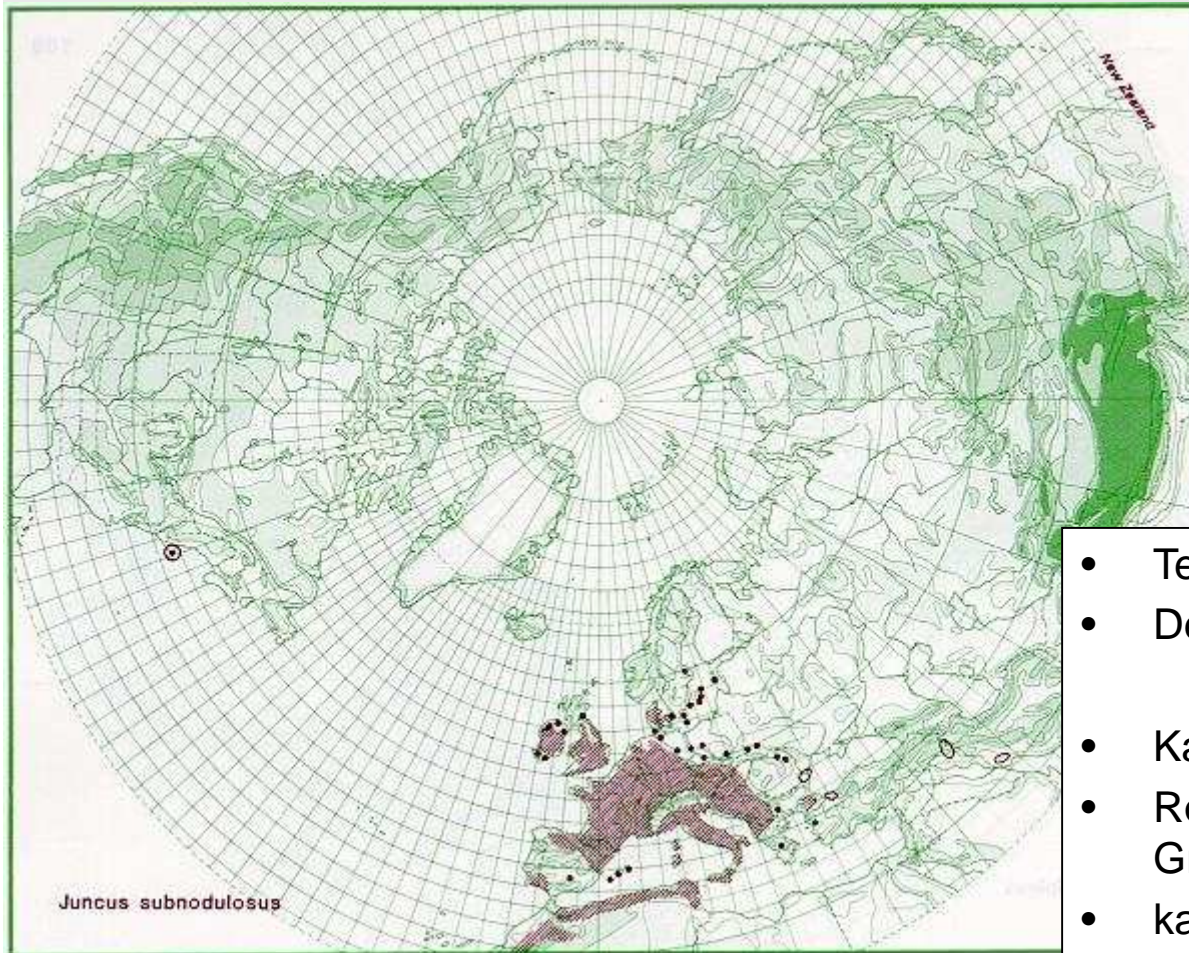 New Zealand
• Te
• De
• Ka
• Re
G
• ka
Juncus subnodulosus